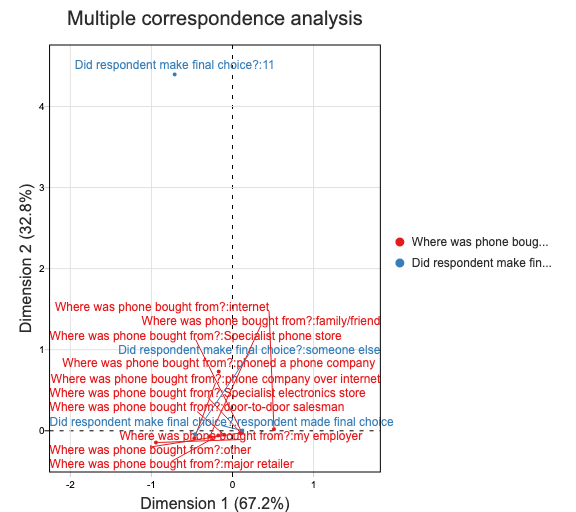 Multiple correspondence analysis
Did respondent make final choice?:11
4
3
2
1
0
Dimension 2 (32.8%)
Where was phone bought from?:internet
Where was phone bought from?:family/friend
Where was phone bought from?:Specialist phone store
Did respondent make final choice?:someone else
Where was phone bought from?:phoned a phone company
Where was phone bought from?:phone company over internet
Where was phone bought from?:Specialist electronics store
Where was phone bought from?:door-to-door salesman
Did respondent make final choice?:respondent made final choice
Where was phone bought from?:my employer
Where was phone bought from?:other
Where was phone bought from?:major retailer
-2
-1
0
1
Dimension 1 (67.2%)
Where was phone boug...
Did respondent make fin...